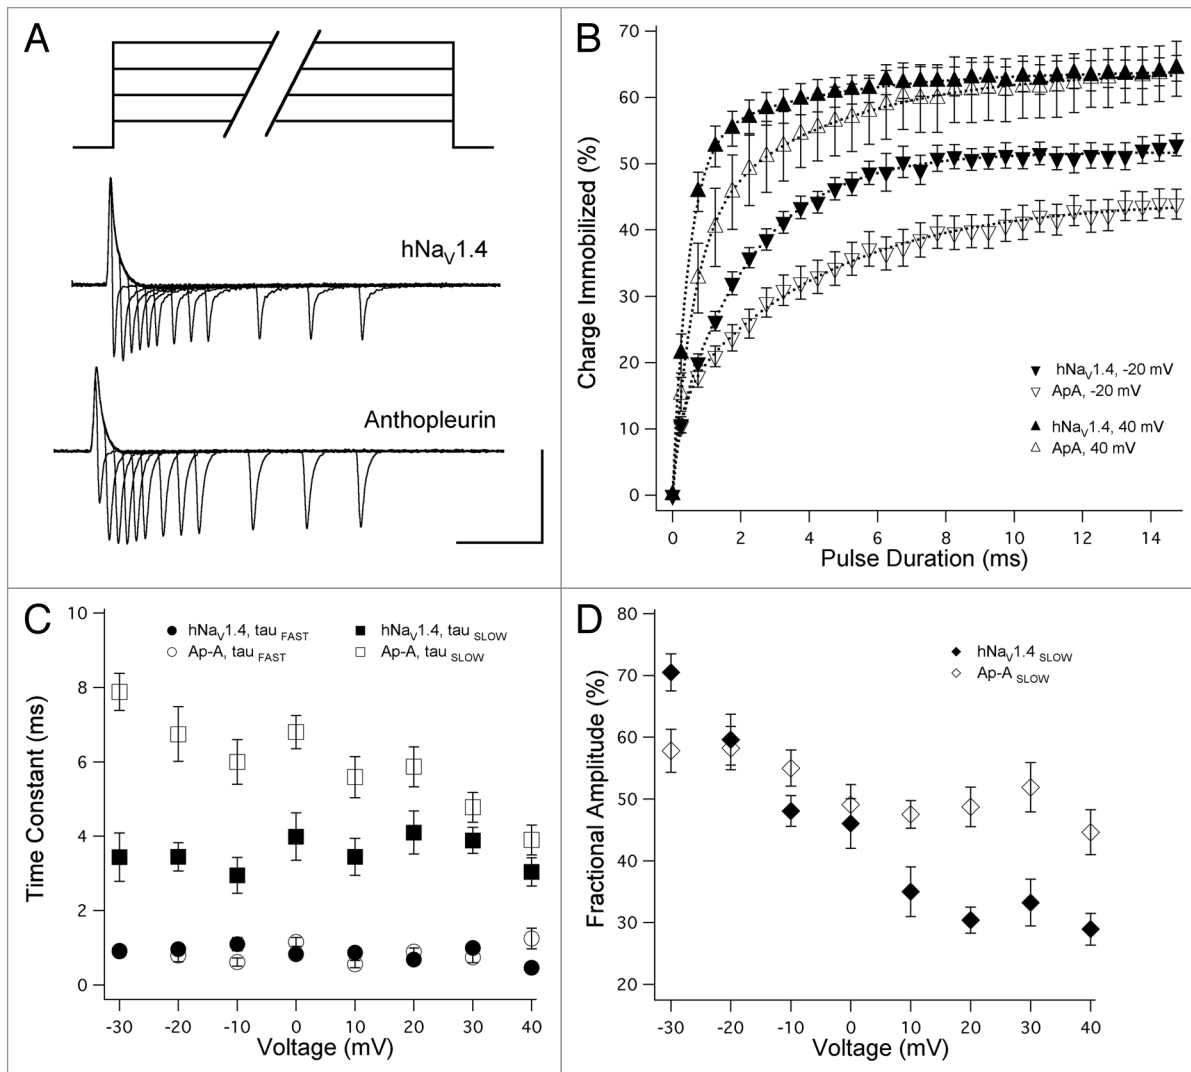 A
hNaV1.4
Anthopleurin
B
70
60
50
40
30
20
10
0
Charge Immobilized (%)
hNaV1.4, -20 mV
ApA, -20 mV
hNaV1.4, 40 mV
ApA, 40 mV
0 2 4 6 8 10 12 14
Pulse Duration (ms)
C
10
8
6
4
2
0
Time Constant (ms)
hNaV1.4, tau FAST
Ap-A, tau FAST
hNaV1.4, tau SLOW
Ap-A, tau SLOW
-30 -20 -10 0 10 20 30 40
Voltage (mV)
D
80
70
60
50
40
30
20
Fractional Amplitude (%)
hNaV1.4 SLOW
Ap-A SLOW
-30 -20 -10 0 10 20 30 40
Voltage (mV)